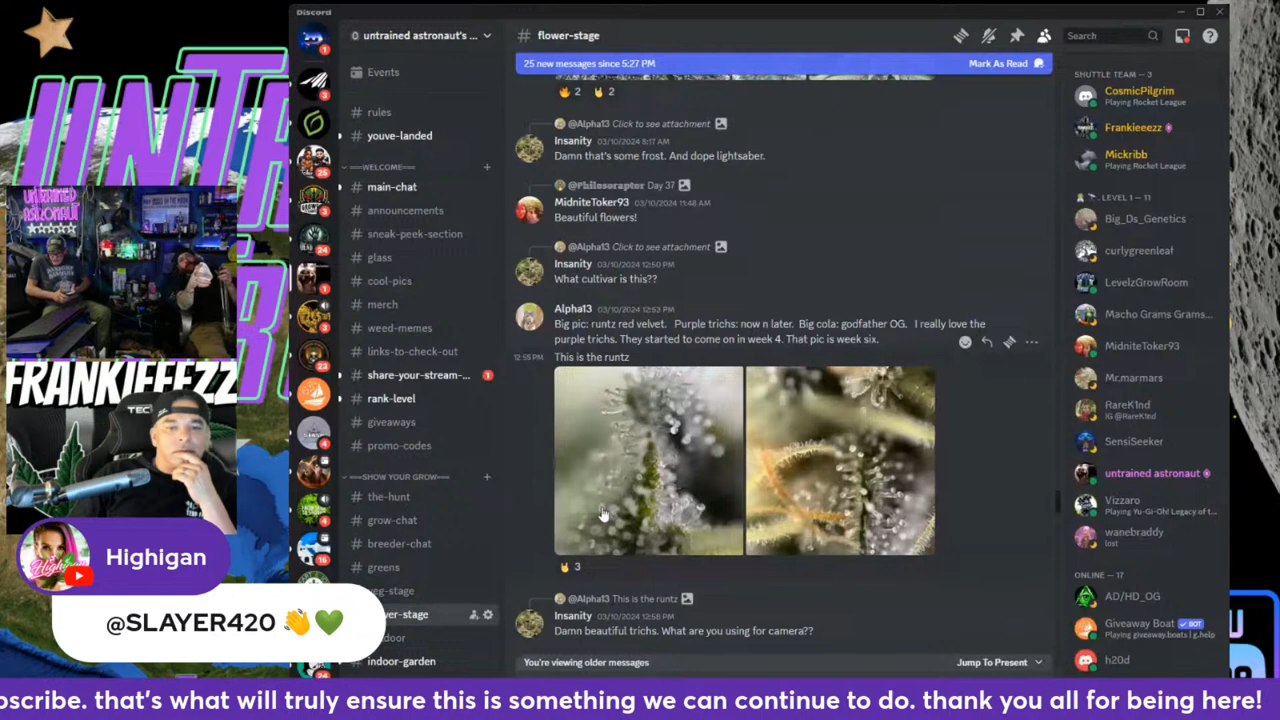 Discord
untrained astronaut's ...
Events
rules
youve-landed
==WELCOME==
main-chat
announcements
sneak-peek-section
glass
cool-pics
merch
weed-memes
links-to-check-out
share-your-stream-...
1
rank-level
giveaways
promo-codes
==SHOW YOUR GROW==
the-hunt
grow-chat
breeder-chat
greens
eg-stage
wer-stage
door
indoor-garden
# flower-stage
Search
25 new messages since 5:27 PM
Mark As Read
2
2
@Alpha13 Click to see attachment
Insanity 03/10/2024 8:17 AM
Damn that's some frost. And dope lightsaber.
@Philosoraptor Day 37
MidniteToker93 03/10/2024 11:48 AM
Beautiful flowers!
@Alpha13 Click to see attachment
Insanity 03/10/2024 12:50 PM
What cultivar is this??
Alpha13 03/10/2024 12:53 PM
Big pic: runtz red velvet. Purple trichs: now n later. Big cola: godfather OG. I really love the
purple trichs. They started to come on in week 4. That pic is week six.
12:55 PM
This is the runtz
3
@Alpha13 This is the runtz
Insanity 03/10/2024 12:58 PM
Damn beautiful trichs. What are you using for camera??
You're viewing older messages
Jump To Present
SHUTTLE TEAM — 3
CosmicPilgrim
Playing Rocket League
Frankieeezz
Mickribb
Playing Rocket League
LEVEL 1 — 11
Big_Ds_Genetics
curlygreenleaf
LevelzGrowRoom
Macho Grams Grams...
MidniteToker93
Mr.marmars
RareK1nd
IG @RareK1nd
SensiSeeker
untrained astronaut
Vizzaro
Playing Yu-Gi-Oh! Legacy of t...
wanebraddy
lost
ONLINE — 17
AD/HD_OG
Giveaway Boat ✓ BOT
Playing giveaway.boats | g.help
h20d
UNTRAINED
ASTRONAUT
FRANKIEEEZZ
Highigan
@SLAYER420 👋💚
bscribe. that's what will truly ensure this is something we can continue to do. thank you all for being here!